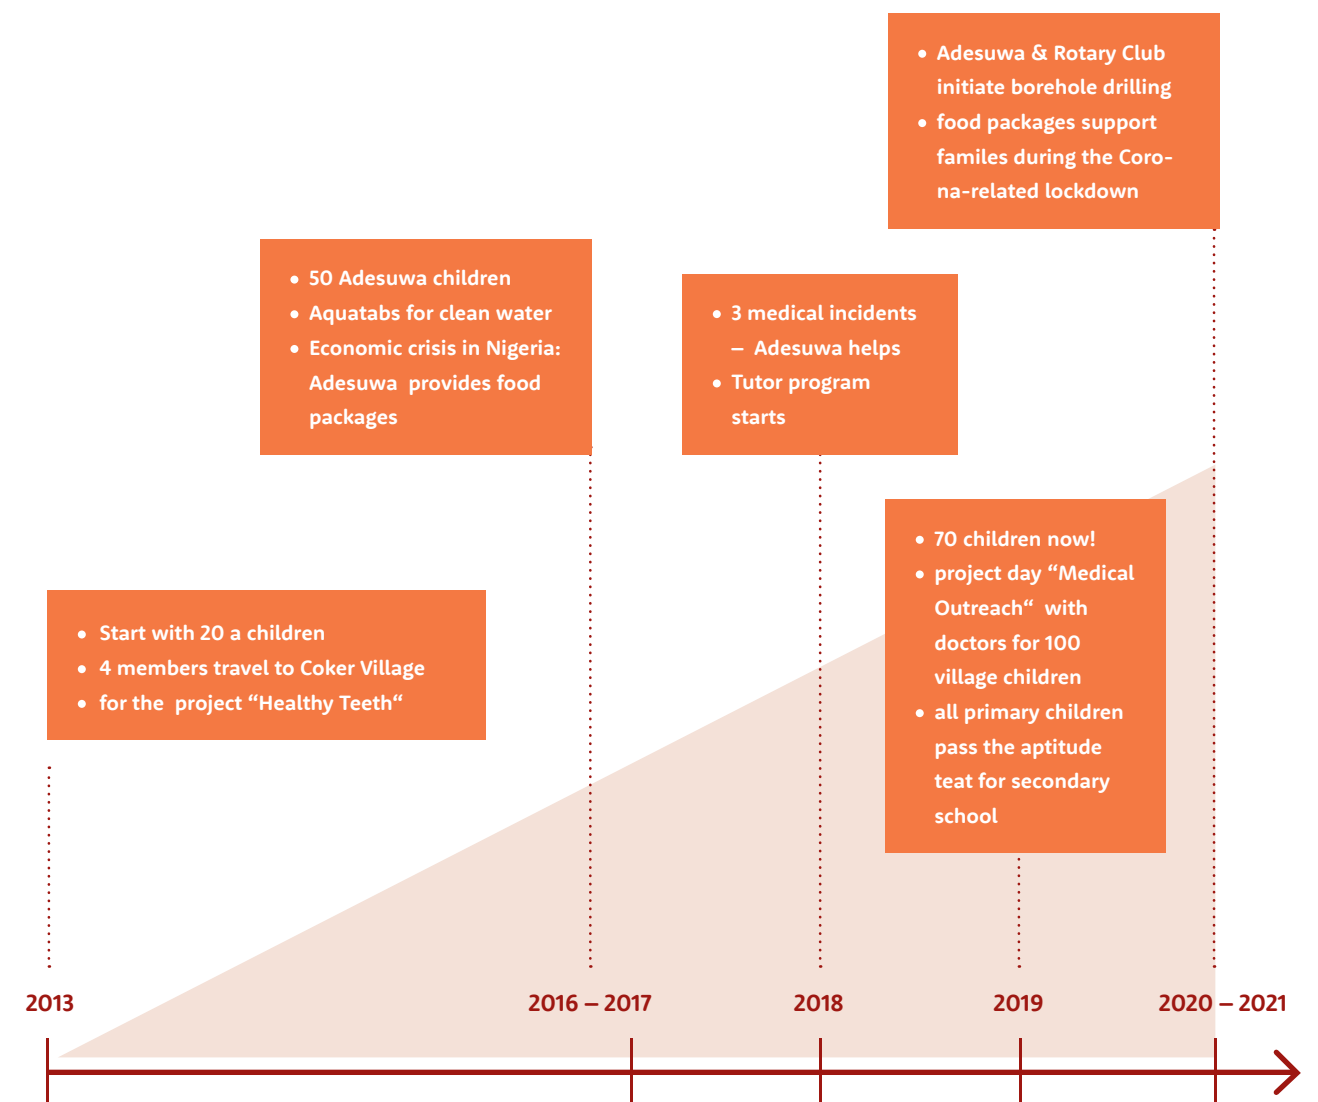 • Adesuwa & Rotary Club
initiate borehole drilling
• food packages support
familes during the Coro-
na-related lockdown
• 50 Adesuwa children
• Aquatabs for clean water
• Economic crisis in Nigeria:
Adesuwa  provides food
packages
• 3 medical incidents
–  Adesuwa helps
• Tutor program
starts
• 70 children now!
• project day “Medical
Outreach“  with
doctors for 100
village children
• all primary children
pass the aptitude
teat for secondary
school
• Start with 20 a children
• 4 members travel to Coker Village
• for the  project “Healthy Teeth“
2013
2016 – 2017
2018
2019
2020 – 2021